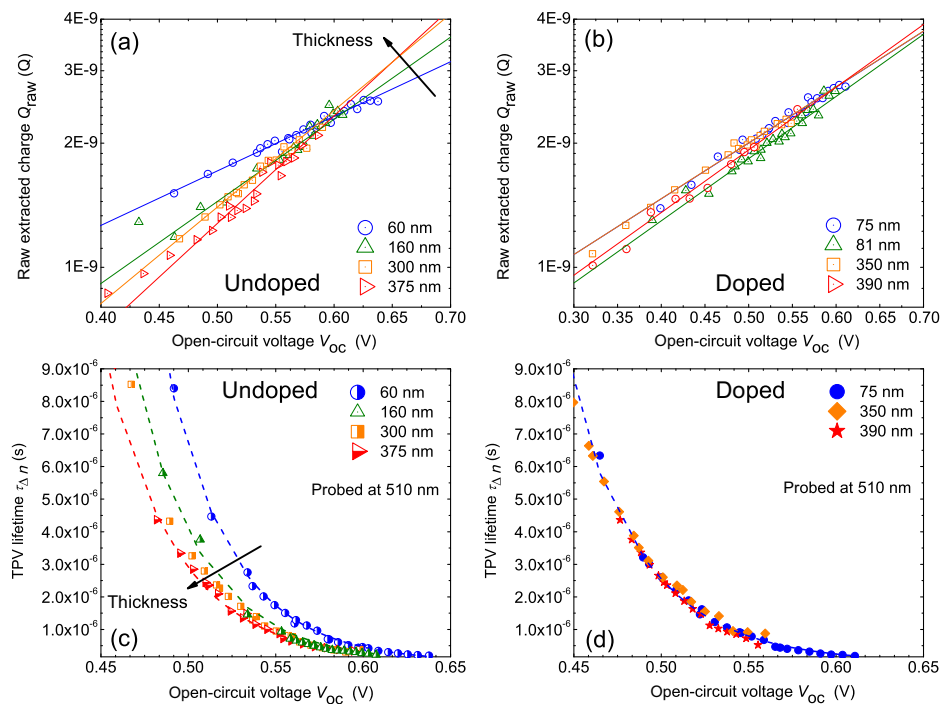 (a)
Thickness
Raw extracted charge Q_raw (Q)
4E-9
3E-9
2E-9
1E-9
60 nm
160 nm
300 nm
375 nm
Undoped
0.40 0.45 0.50 0.55 0.60 0.65 0.70
Open-circuit voltage V_OC (V)
(b)
Raw extracted charge Q_raw (Q)
4E-9
3E-9
2E-9
1E-9
75 nm
81 nm
350 nm
390 nm
Doped
0.30 0.35 0.40 0.45 0.50 0.55 0.60 0.65 0.70
Open-circuit voltage V_OC (V)
Undoped
TPV lifetime τ_Δn (s)
9.0x10^-6
8.0x10^-6
7.0x10^-6
6.0x10^-6
5.0x10^-6
4.0x10^-6
3.0x10^-6
2.0x10^-6
1.0x10^-6
60 nm
160 nm
300 nm
375 nm
Probed at 510 nm
Thickness
(c)
0.45 0.50 0.55 0.60 0.65
Open-circuit voltage V_OC (V)
Doped
TPV lifetime τ_Δn (s)
9.0x10^-6
8.0x10^-6
7.0x10^-6
6.0x10^-6
5.0x10^-6
4.0x10^-6
3.0x10^-6
2.0x10^-6
1.0x10^-6
75 nm
350 nm
390 nm
Probed at 510 nm
(d)
0.45 0.50 0.55 0.60 0.65
Open-circuit voltage V_OC (V)